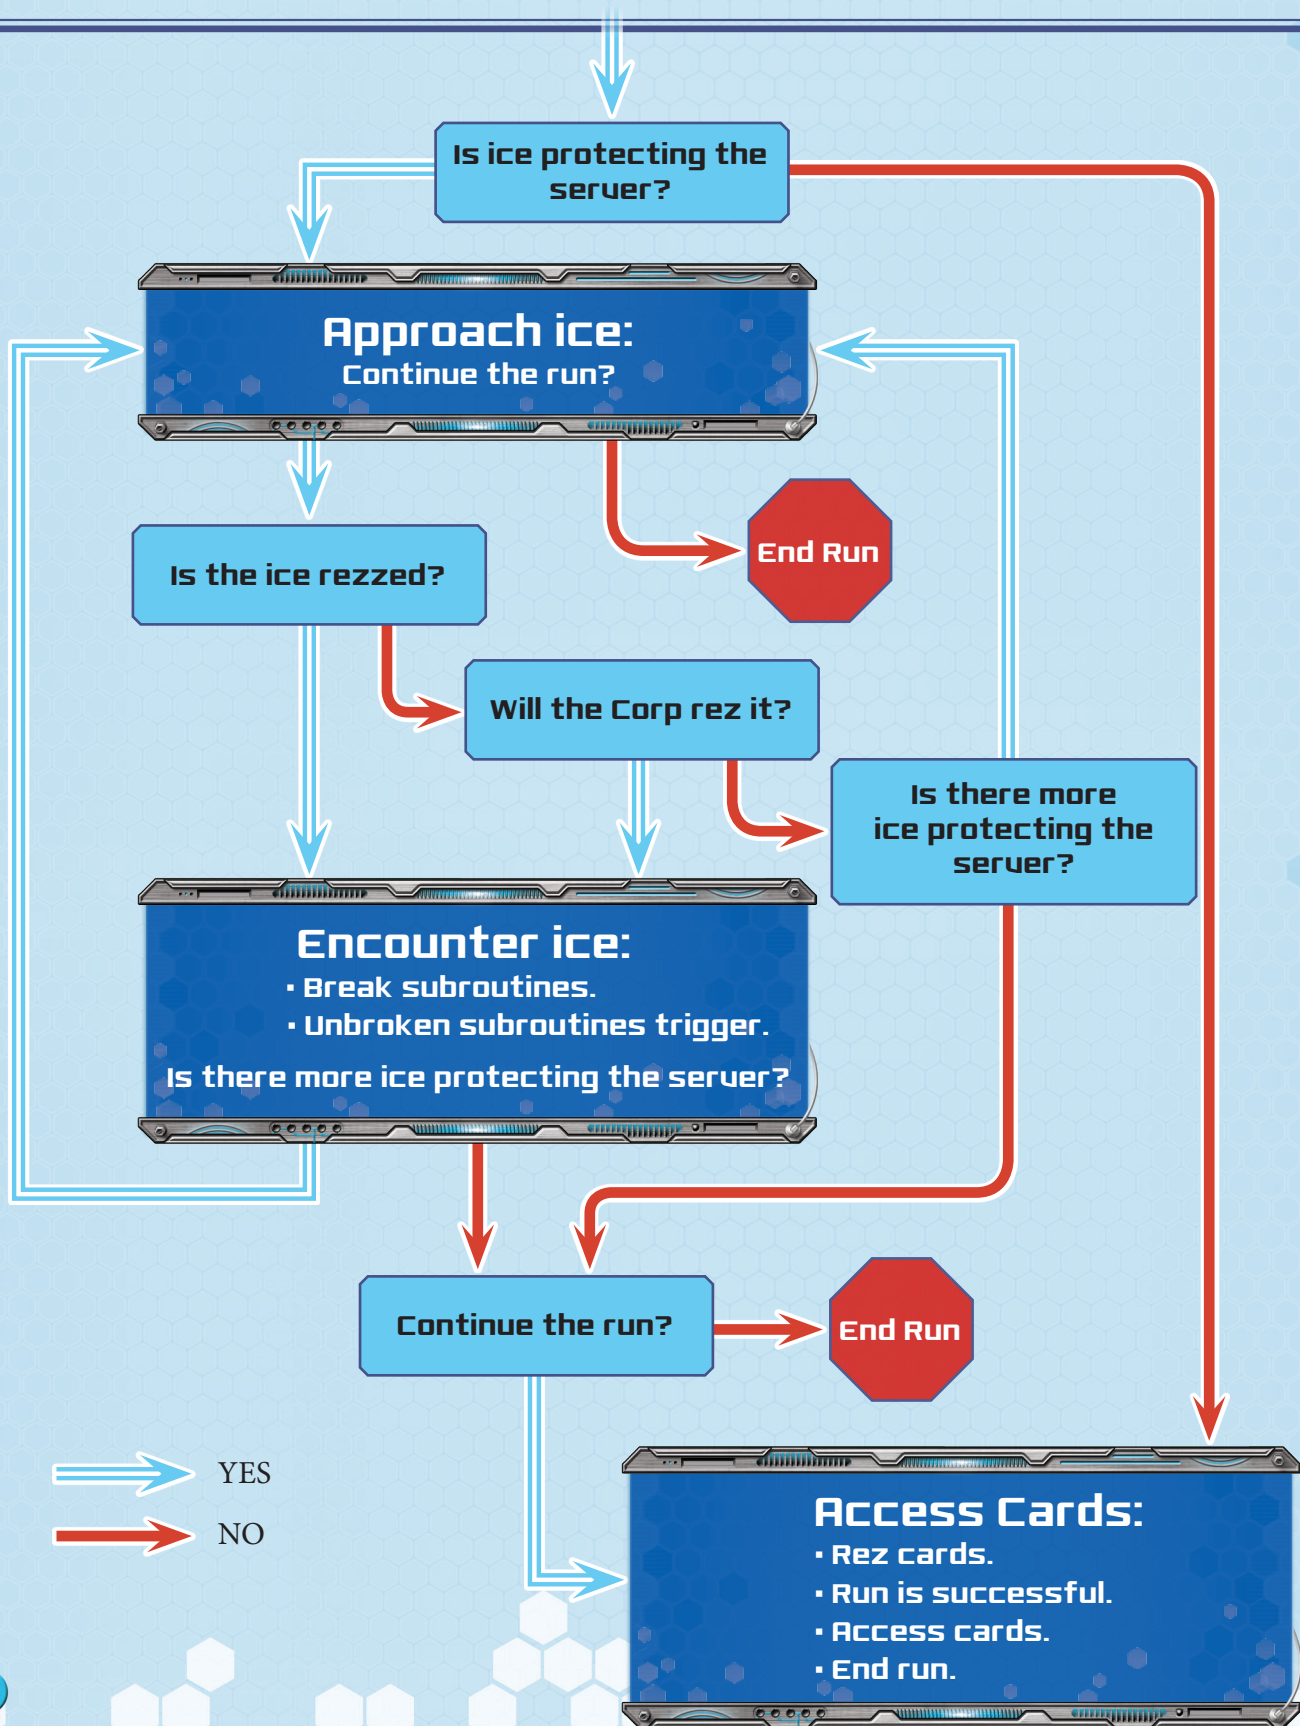 Is ice protecting the
server?
Approach ice:
Continue the run?
End Run
Is the ice rezzed?
Will the Corp rez it?
Is there more
ice protecting the
server?
Encounter ice:
· Break subroutines.
· Unbroken subroutines trigger.
Is there more ice protecting the server?
Continue the run?
End Run
YES
NO
Access Cards:
· Rez cards.
· Run is successful.
· Access cards.
· End run.